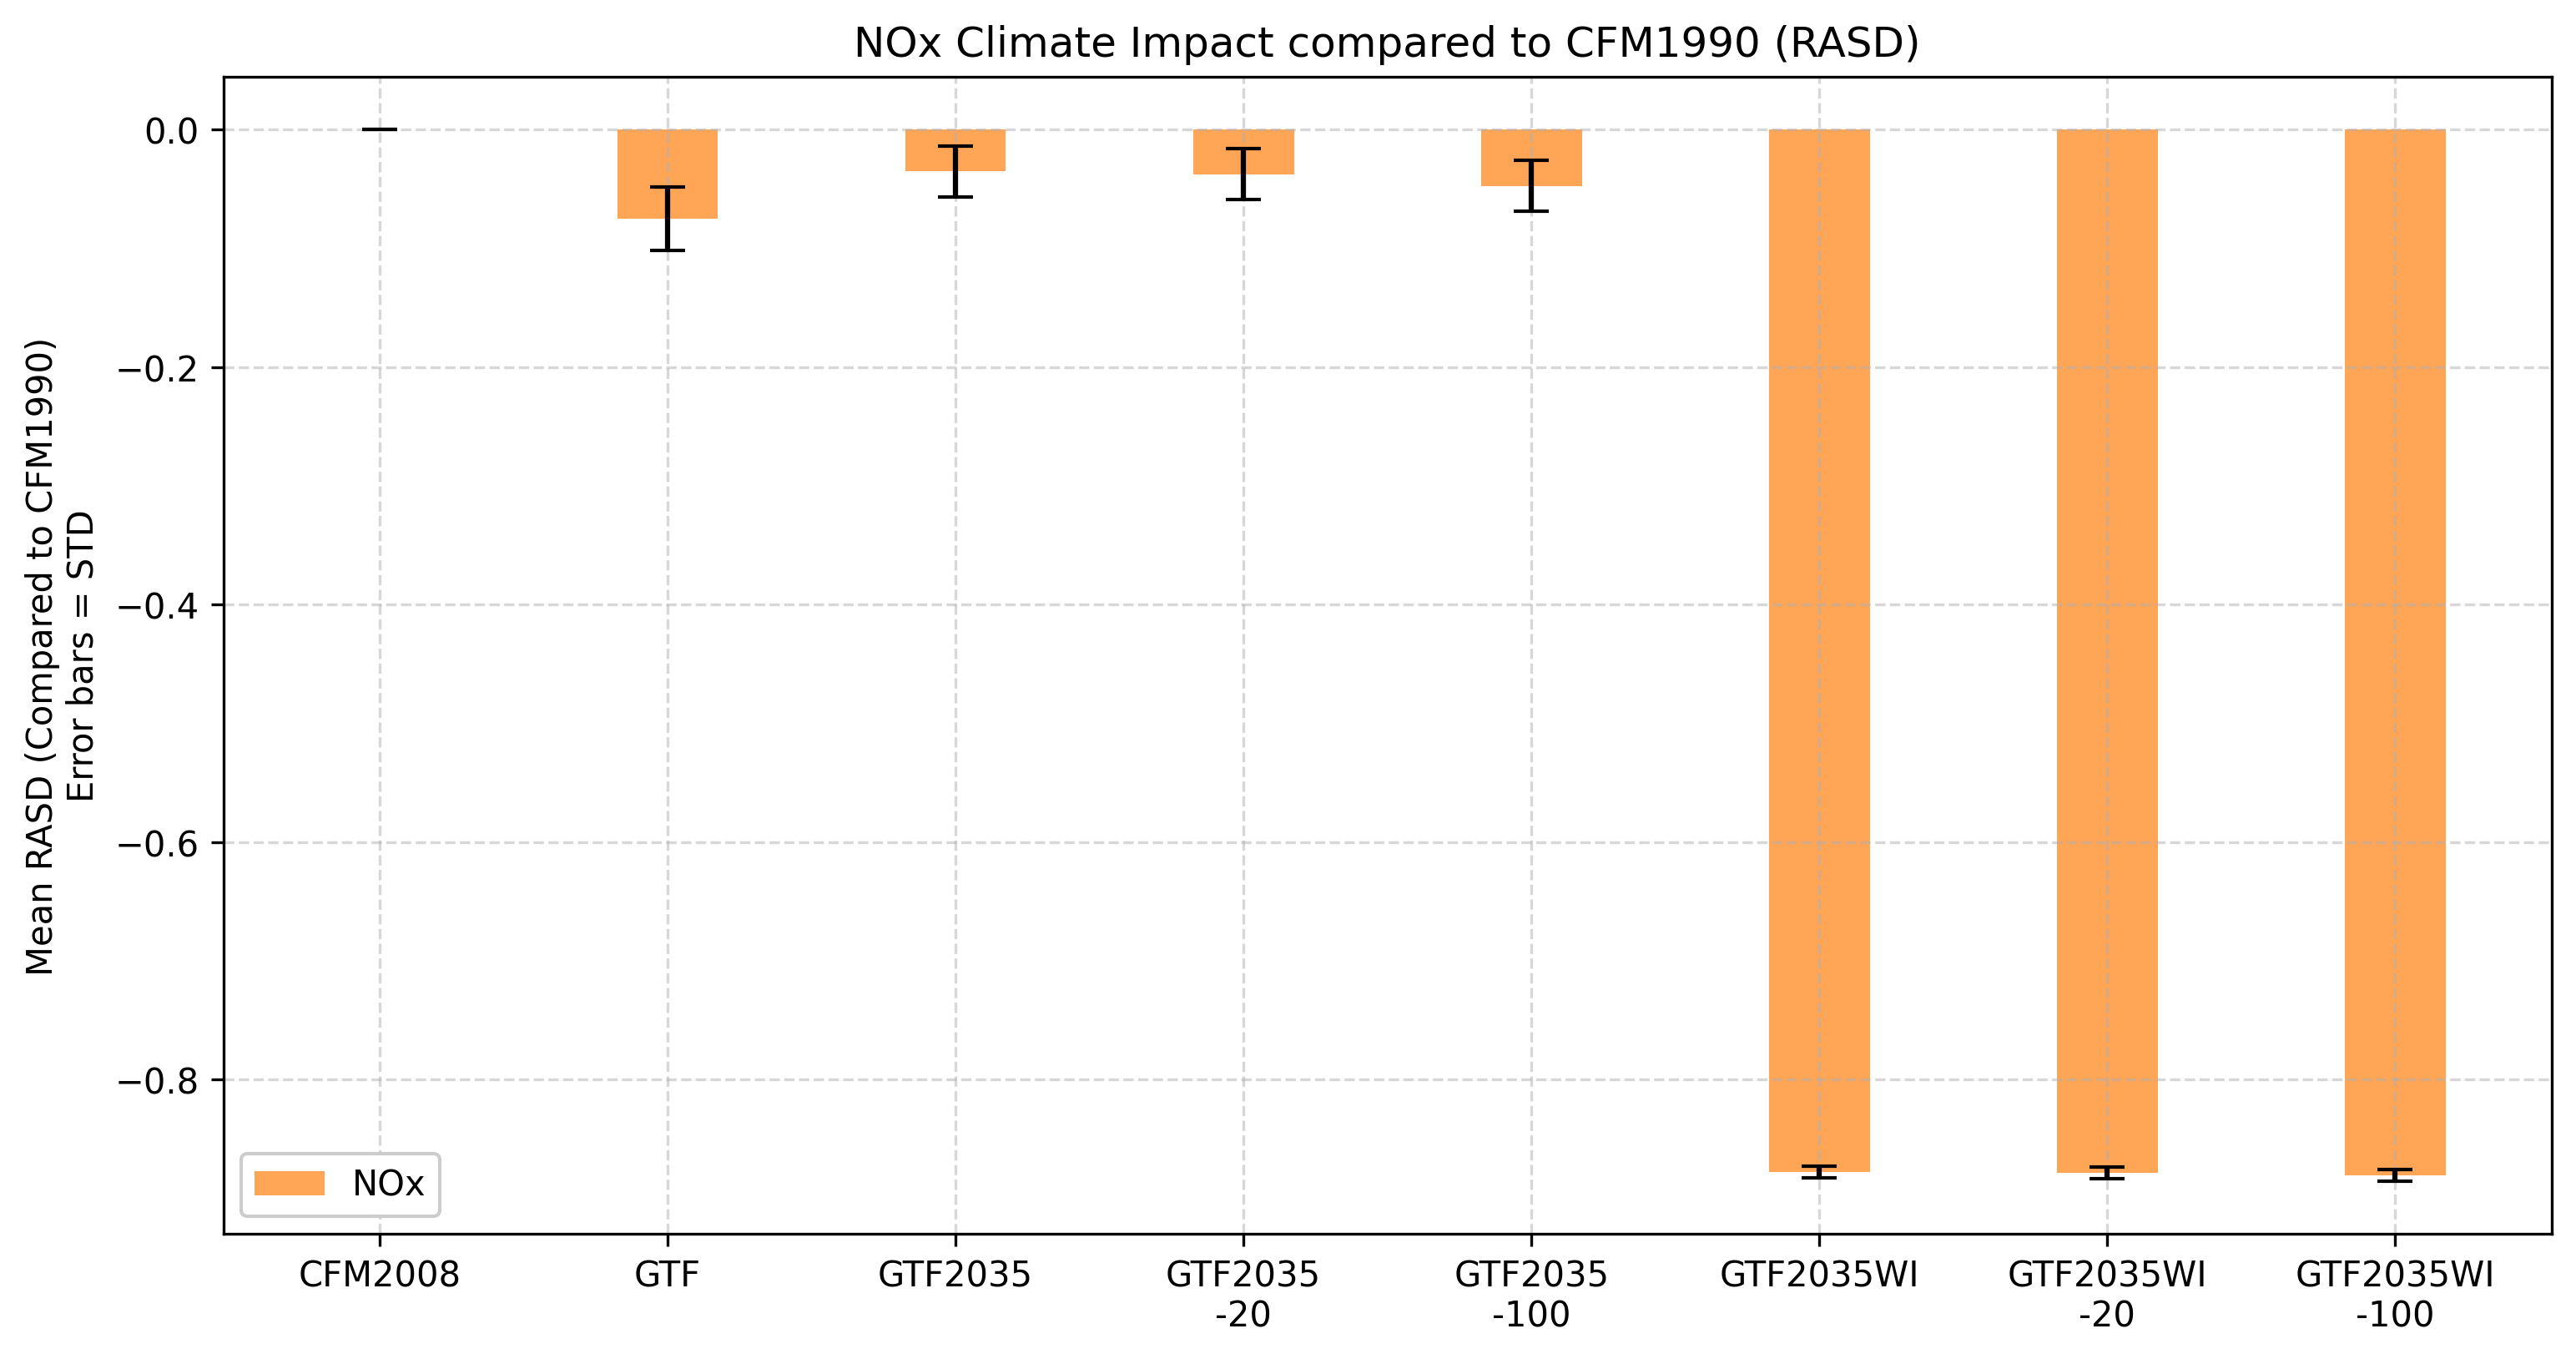 NOx Climate Impact compared to CFM1990 (RASD)
Mean RASD (Compared to CFM1990)
Error bars = STD
0.0
−0.2
−0.4
−0.6
−0.8
NOx
CFM2008
GTF
GTF2035
GTF2035
-20
GTF2035
-100
GTF2035WI
GTF2035WI
-20
GTF2035WI
-100